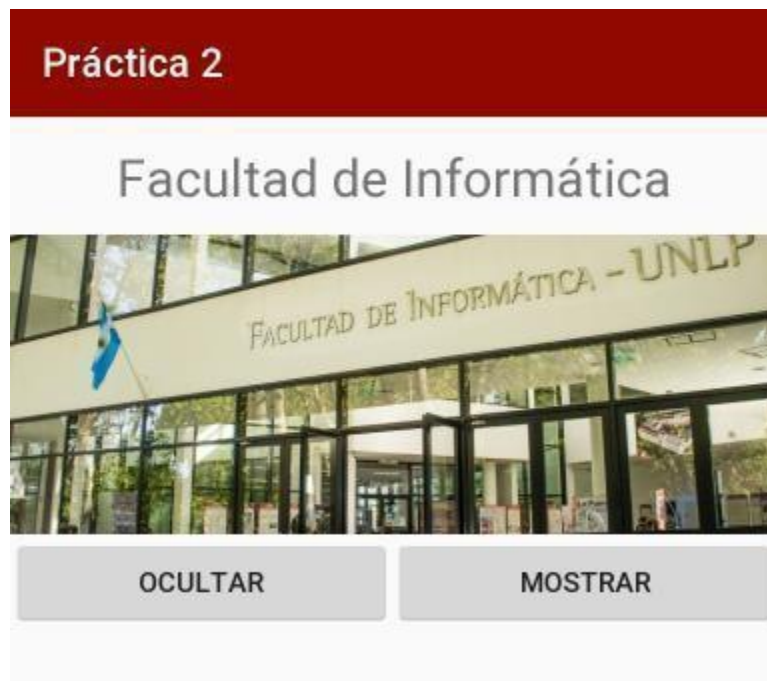 Práctica 2
Facultad de Informática
FACULTAD DE INFORMÁTICA - UNLP
OCULTAR
MOSTRAR